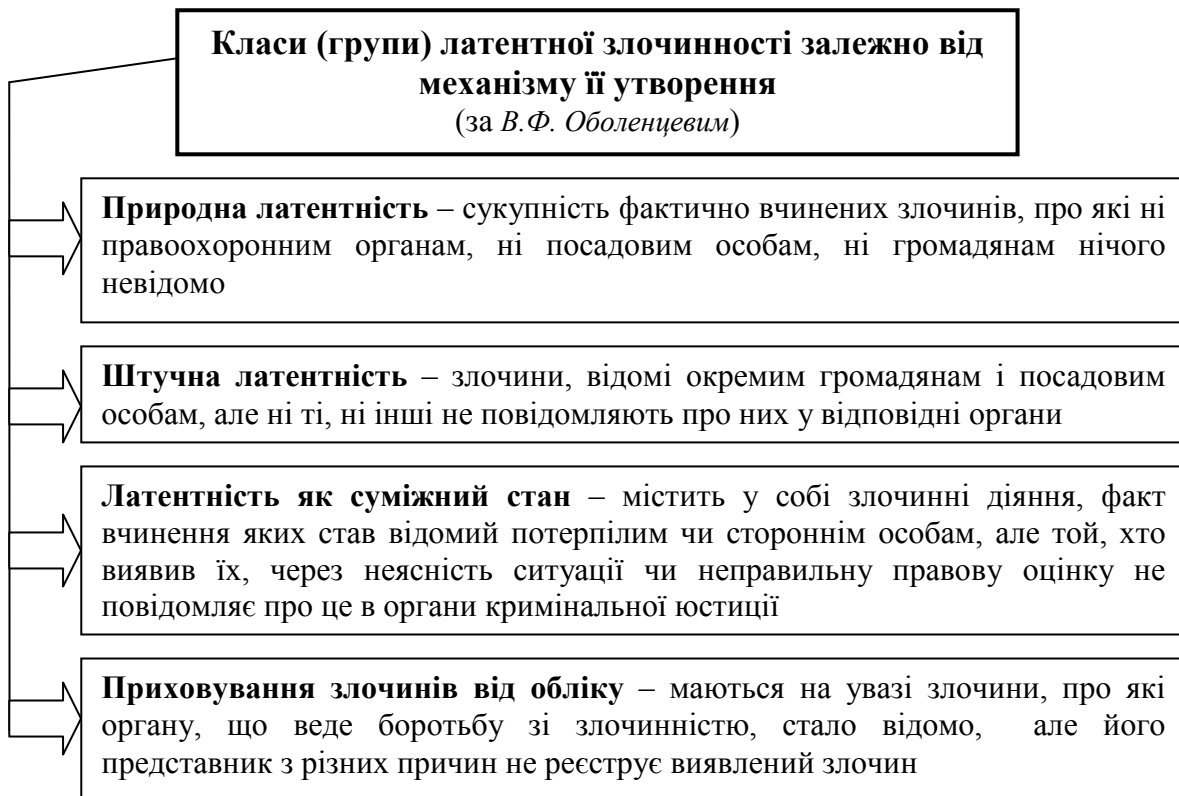 Класи (групи) латентної злочинності залежно від
механізму її утворення
(за В.Ф. Оболенцевим)
Природна латентність – сукупність фактично вчинених злочинів, про які ні
правоохоронним органам, ні посадовим особам, ні громадянам нічого
невідомо
Штучна латентність – злочини, відомі окремим громадянам і посадовим
особам, але ні ті, ні інші не повідомляють про них у відповідні органи
Латентність як суміжний стан – містить у собі злочинні діяння, факт
вчинення яких став відомий потерпілим чи стороннім особам, але той, хто
виявив їх, через неясність ситуації чи неправильну правову оцінку не
повідомляє про це в органи кримінальної юстиції
Приховування злочинів від обліку – маються на увазі злочини, про які
органу, що веде боротьбу зі злочинністю, стало відомо, але його
представник з різних причин не реєструє виявлений злочин